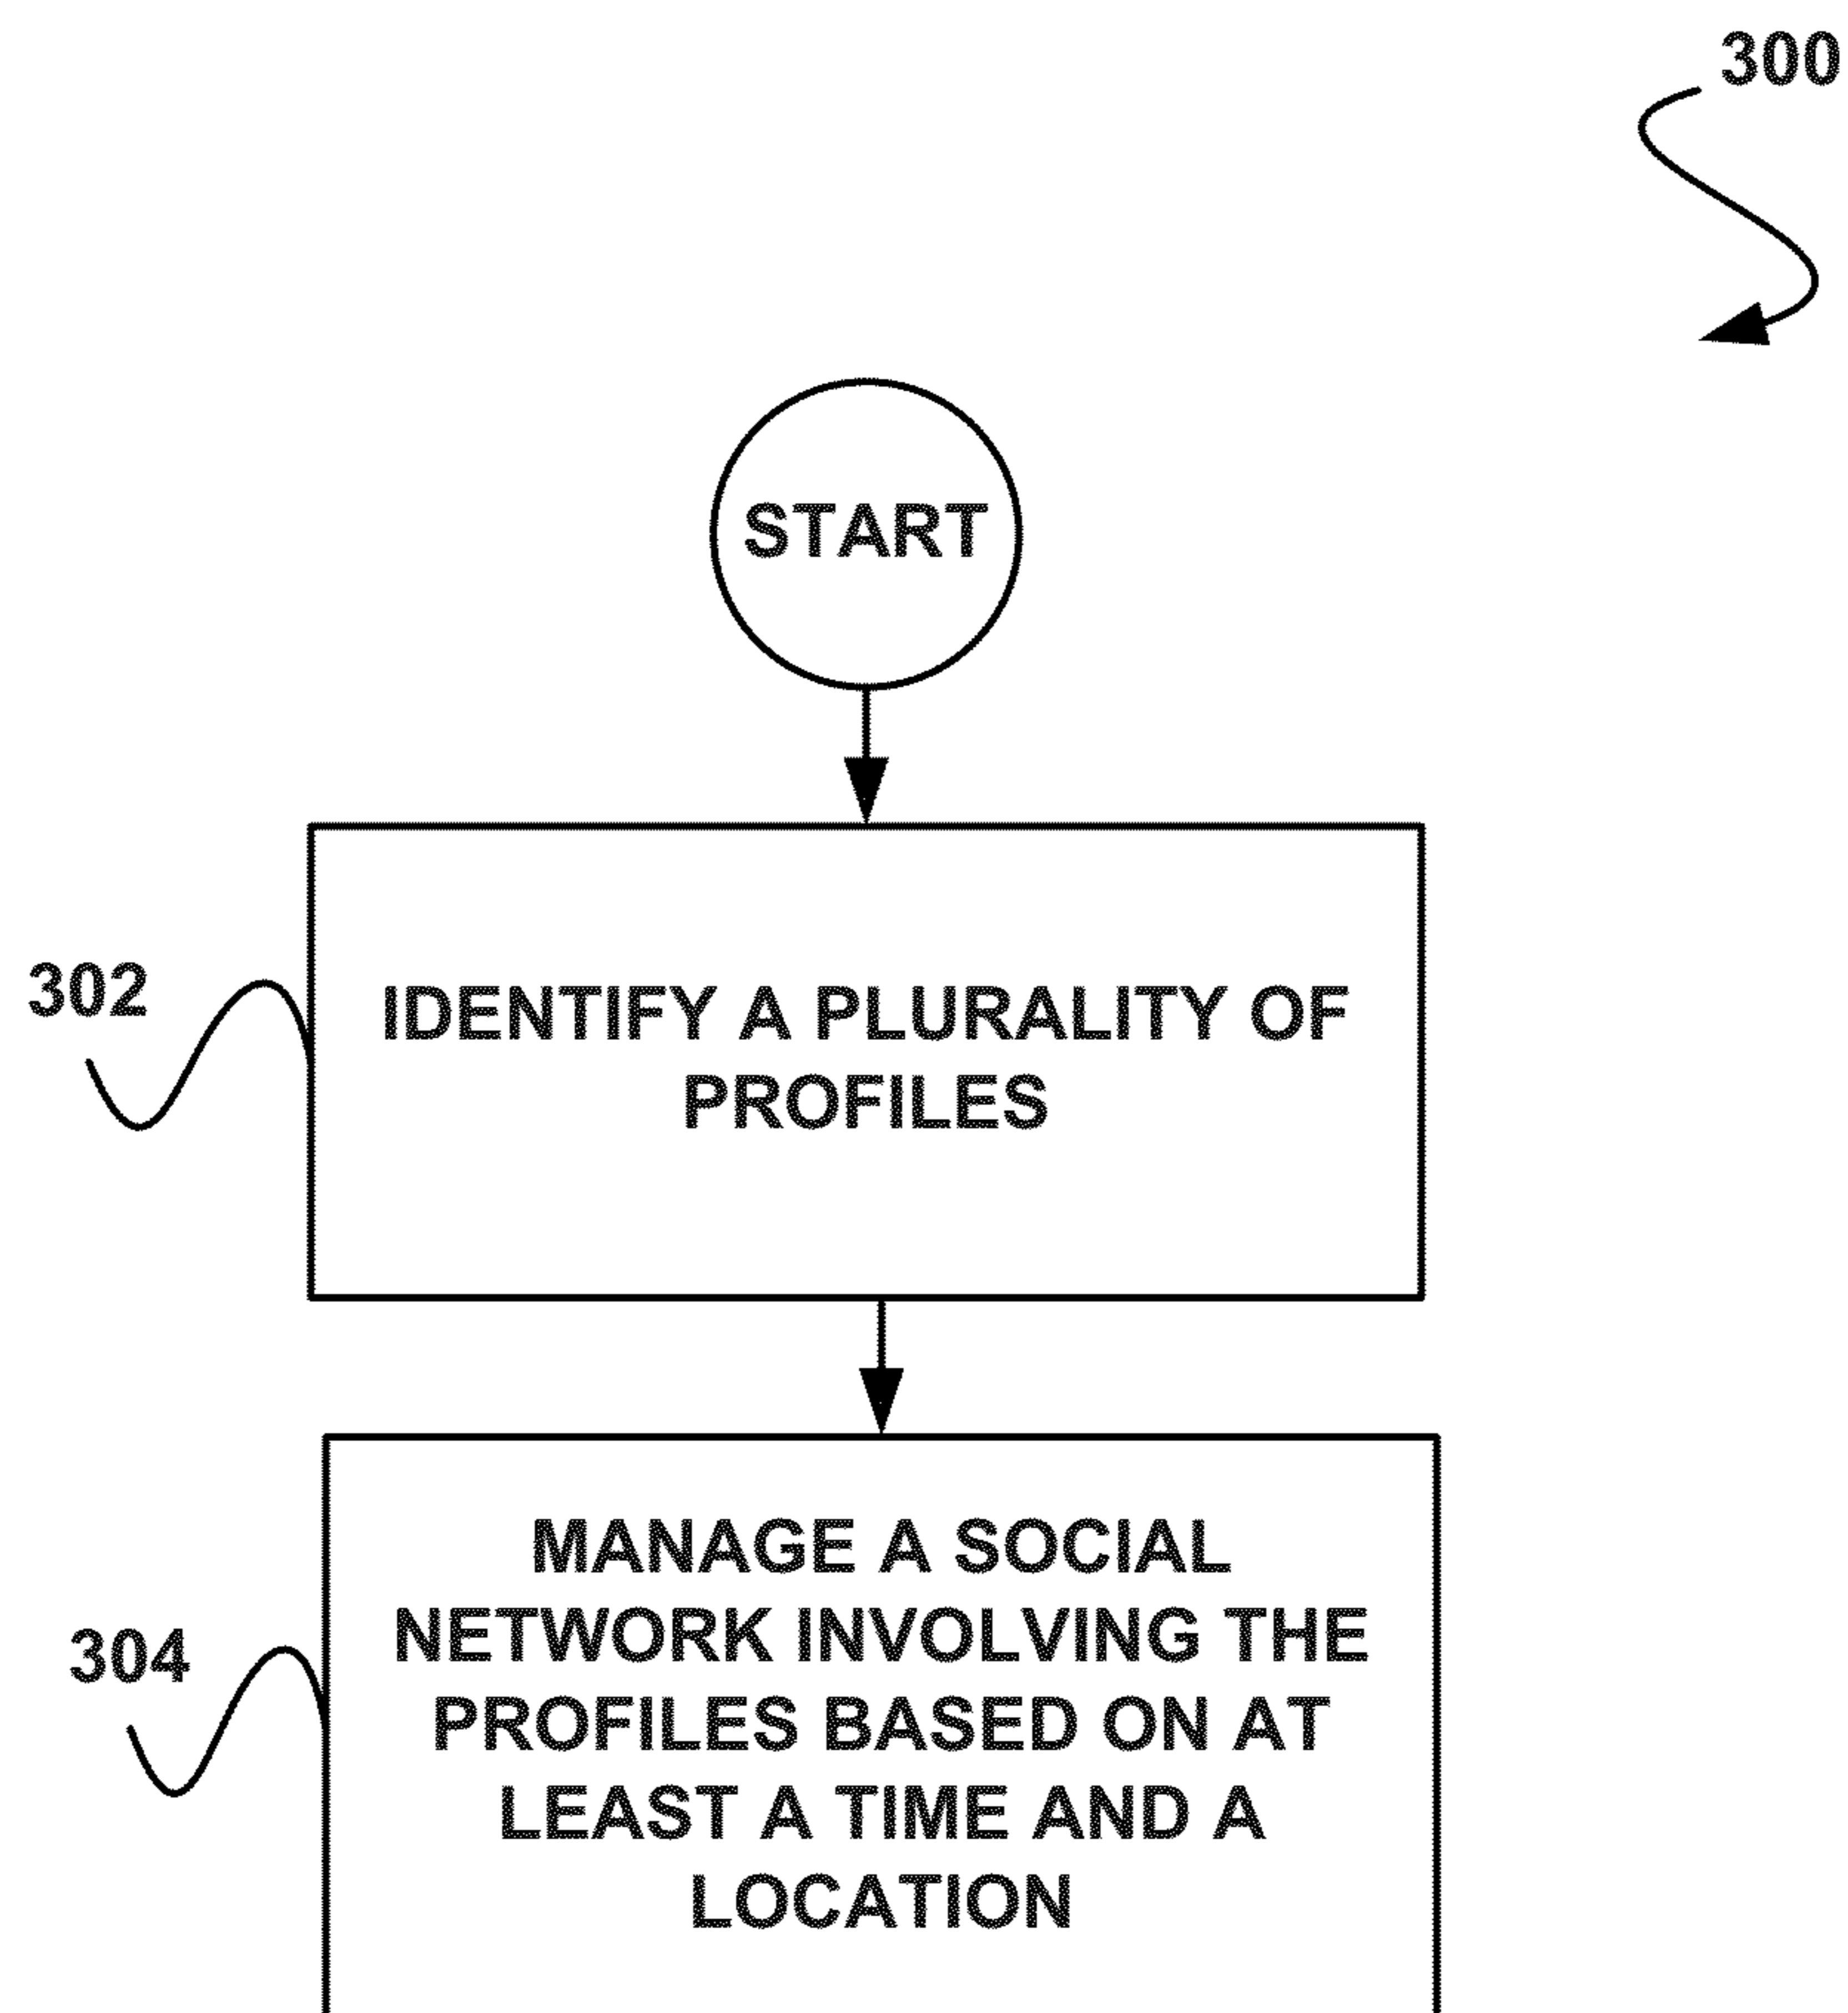 300
START
302
IDENTIFY A PLURALITY OF
PROFILES
304
MANAGE A SOCIAL
NETWORK INVOLVING THE
PROFILES BASED ON AT
LEAST A TIME AND A
LOCATION